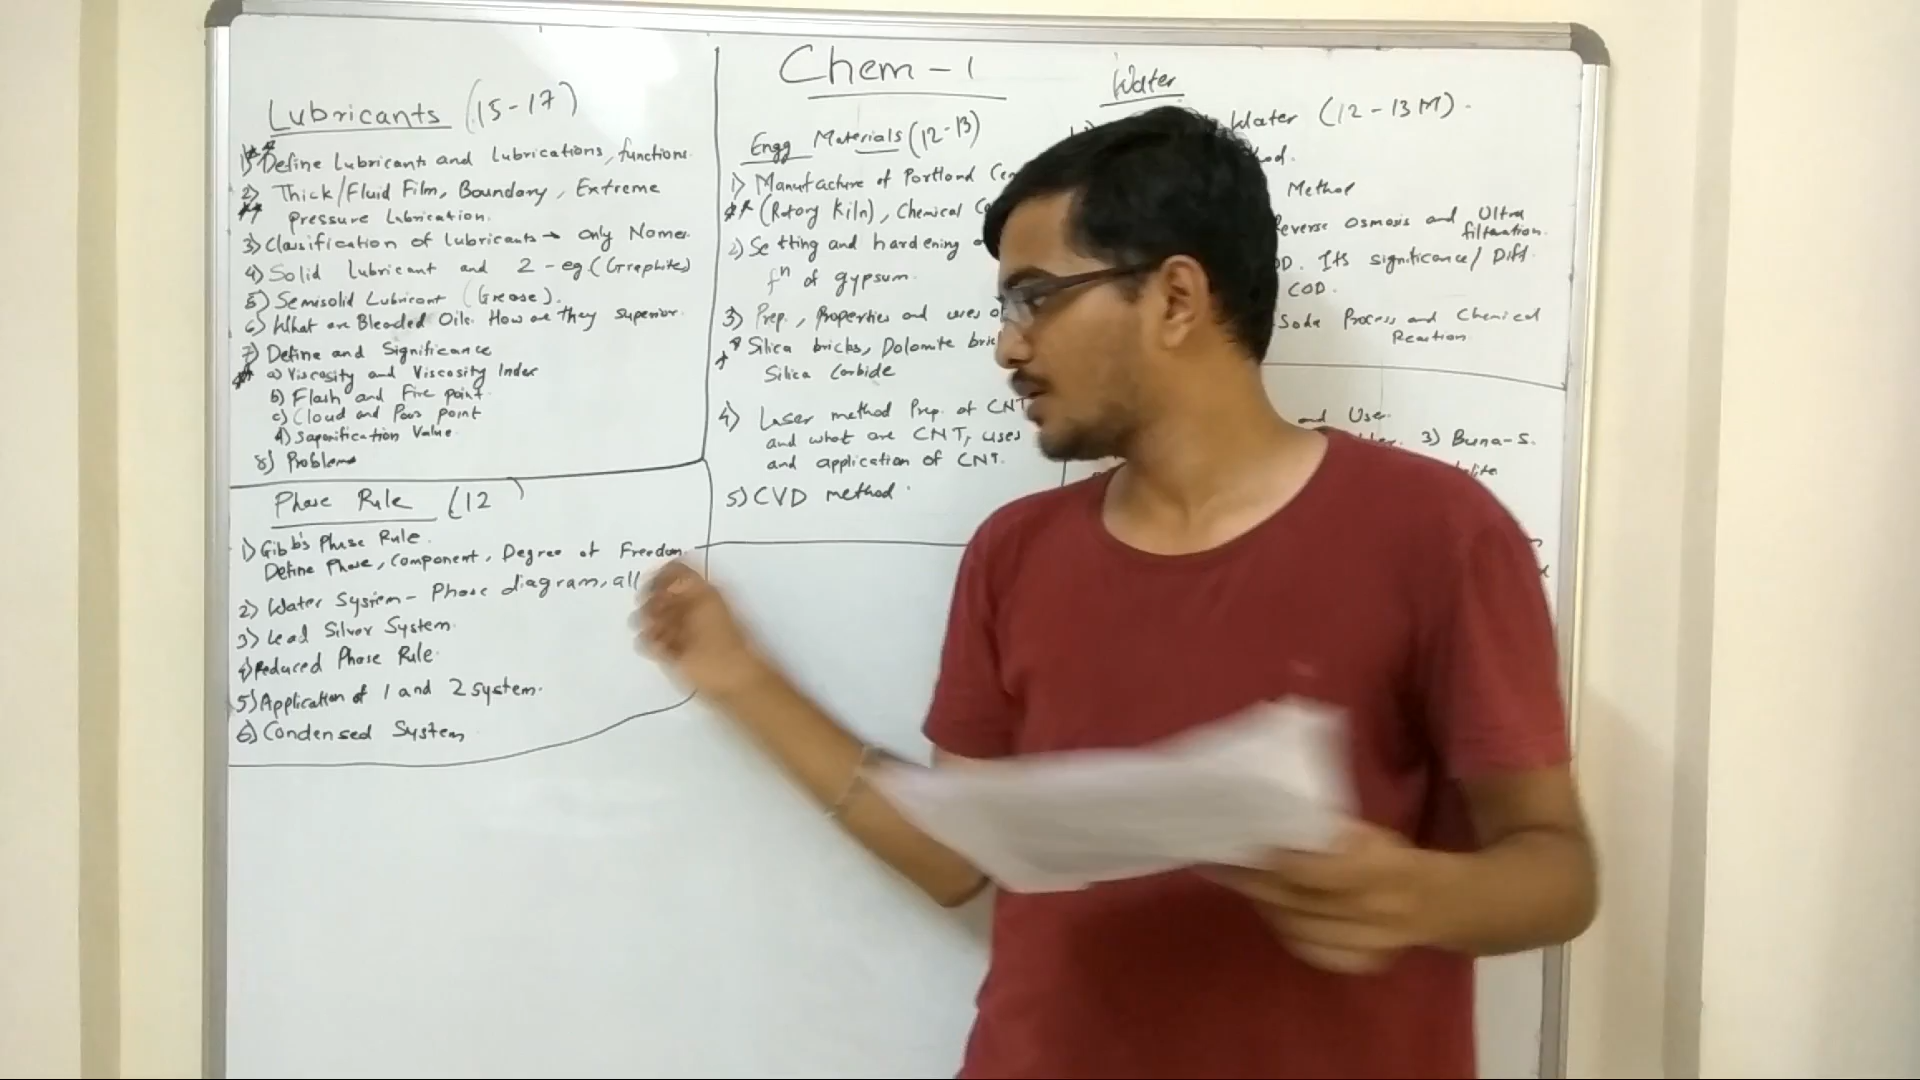 Chem - 1
Lubricants (15-17)
1) Define Lubricants and Lubrications, functions.
2) Thick/Fluid Film, Boundary, Extreme
pressure Lubrication.
3) Classification of lubricants → only Names.
4) Solid Lubricant and 2-eg.(Graphites)
5) Semisolid Lubricant (Grease).
6) What are Blended Oils. How are they superior.
7) Define and Significance
a) Viscosity and Viscosity Index
b) Flash and Fire point.
c) Cloud and Pour point
d) Saponification Value.
8) Problems
Phase Rule (12)
1) Gibb's Phase Rule.
Define Phase, Component, Degree of Freedom.
2) Water System - Phase diagram, all
3) Lead Silver System.
4) Reduced Phase Rule.
5) Application of 1 and 2 system.
6) Condensed System
Engg Materials (12-13)
1) Manufacture of Portland
(Rotory Kiln), Chemical
2) Setting and hardening
fⁿ of gypsum.
3) Prep., Properties and uses
Silica bricks, Dolomite
Silica Corbide
4) Laser method Prep. of CNT
and what are CNT, uses
and application of CNT.
5) CVD method.
Water
Water (12-13M).
Method
Reverse Osmosis and Ultra
filtration.
Its significance/ Diff.
COD.
Soda Process and Chemical
Reaction
and Use.
3) Buna-S.